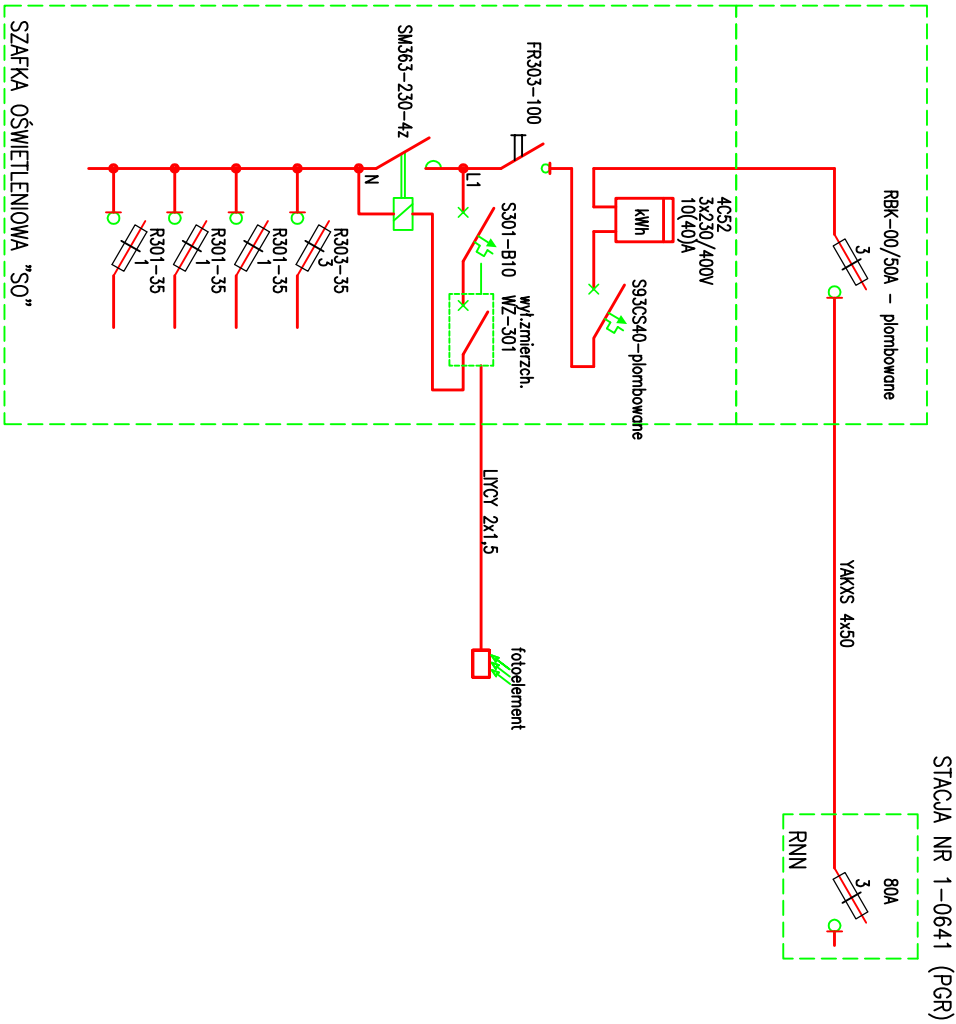 STACJA NR 1-0641 (PGR)
80A
3
RNN
YAKXS 4x50
RBK-00/50A - plombowane
3
4C52
3x230/400V
10(40)A
kWh
S93CS40-plombowane
FR303-100
L1
S301-B10
wył.zmierzch.
WZ-301
LIYCY 2x1,5
fotoelement
SM363-230-4z
N
R303-35
3
R301-35
1
R301-35
1
R301-35
1
SZAFKA OŚWIETLENIOWA "SO"